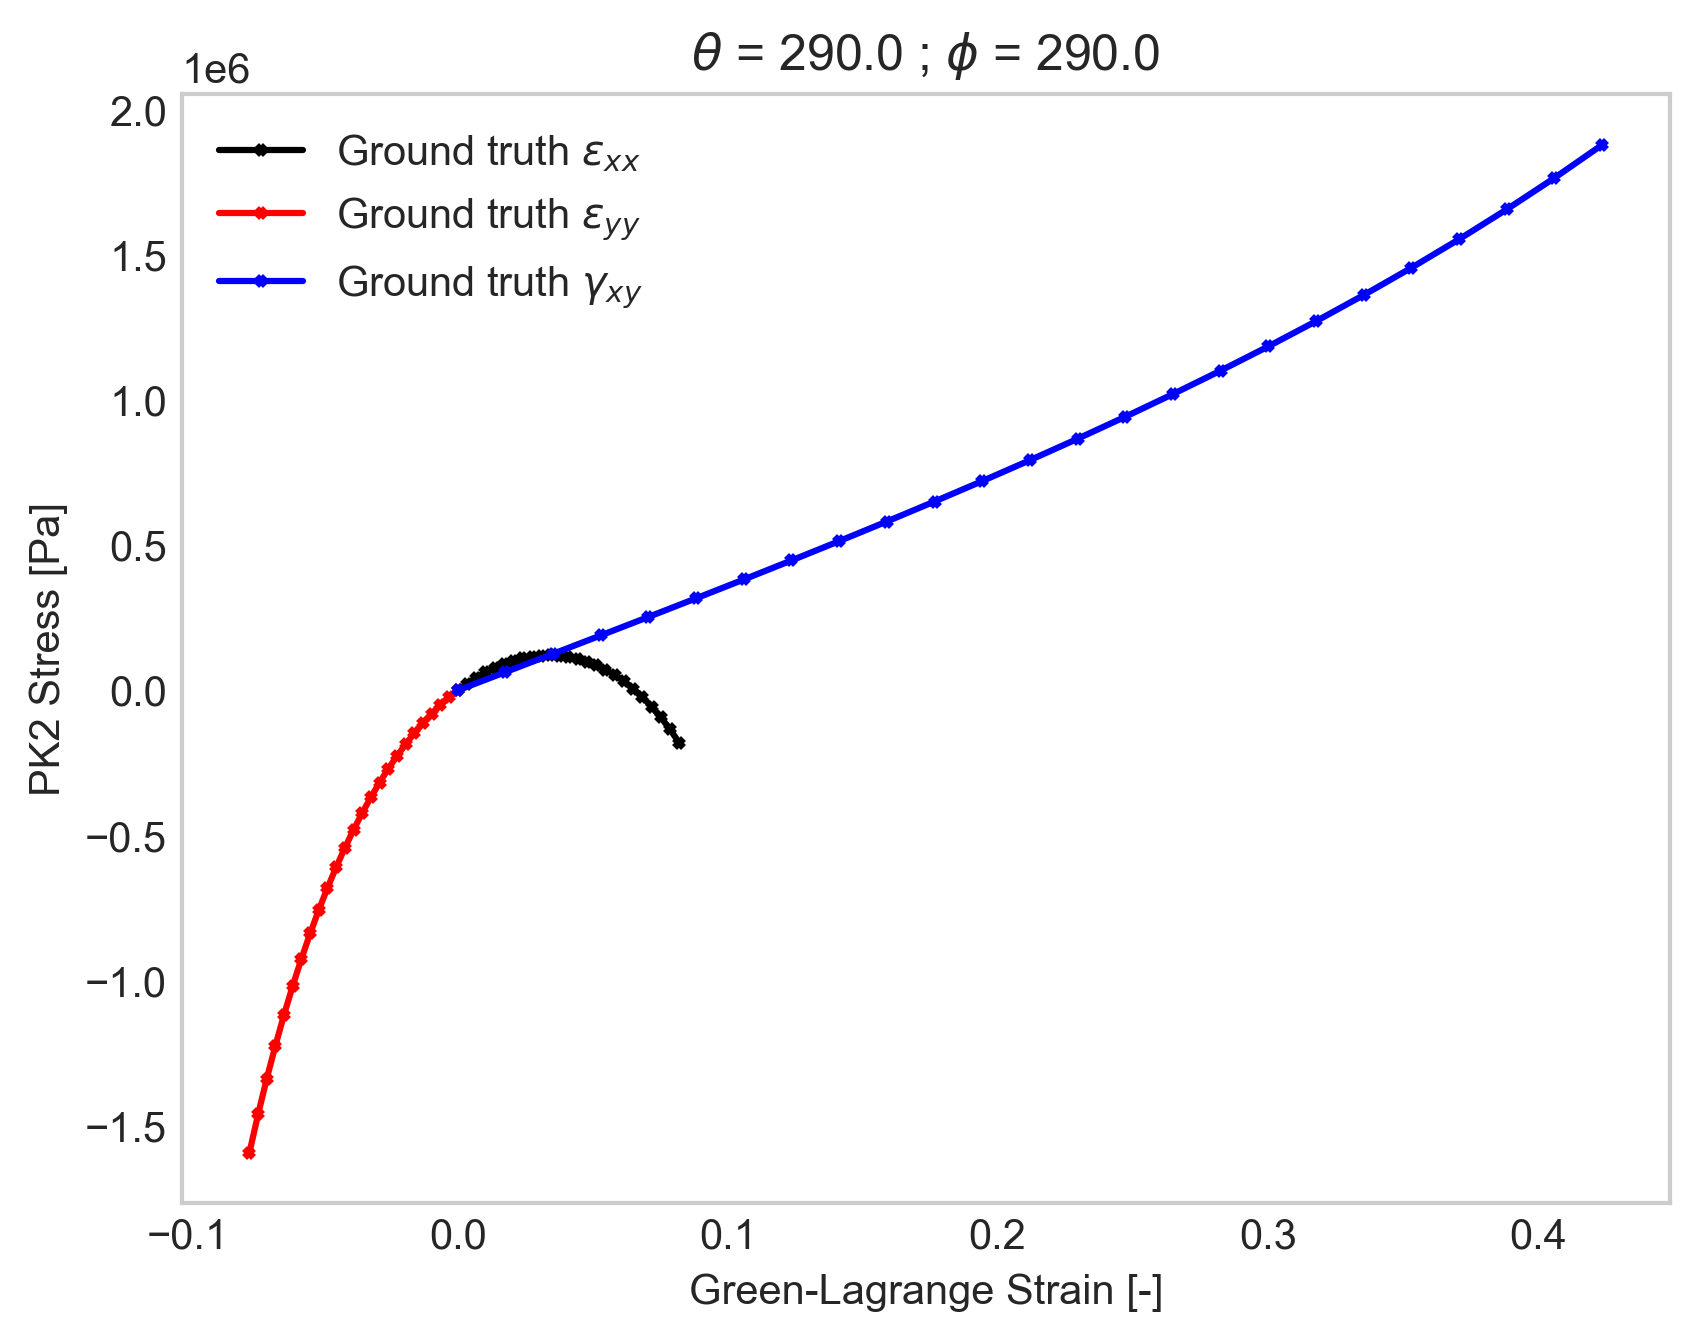 θ = 290.0 ; ϕ = 290.0
1e6
2.0
1.5
1.0
0.5
0.0
−0.5
−1.0
−1.5
PK2 Stress [Pa]
Ground truth εxx
Ground truth εyy
Ground truth γxy
−0.1 0.0 0.1 0.2 0.3 0.4
Green-Lagrange Strain [-]